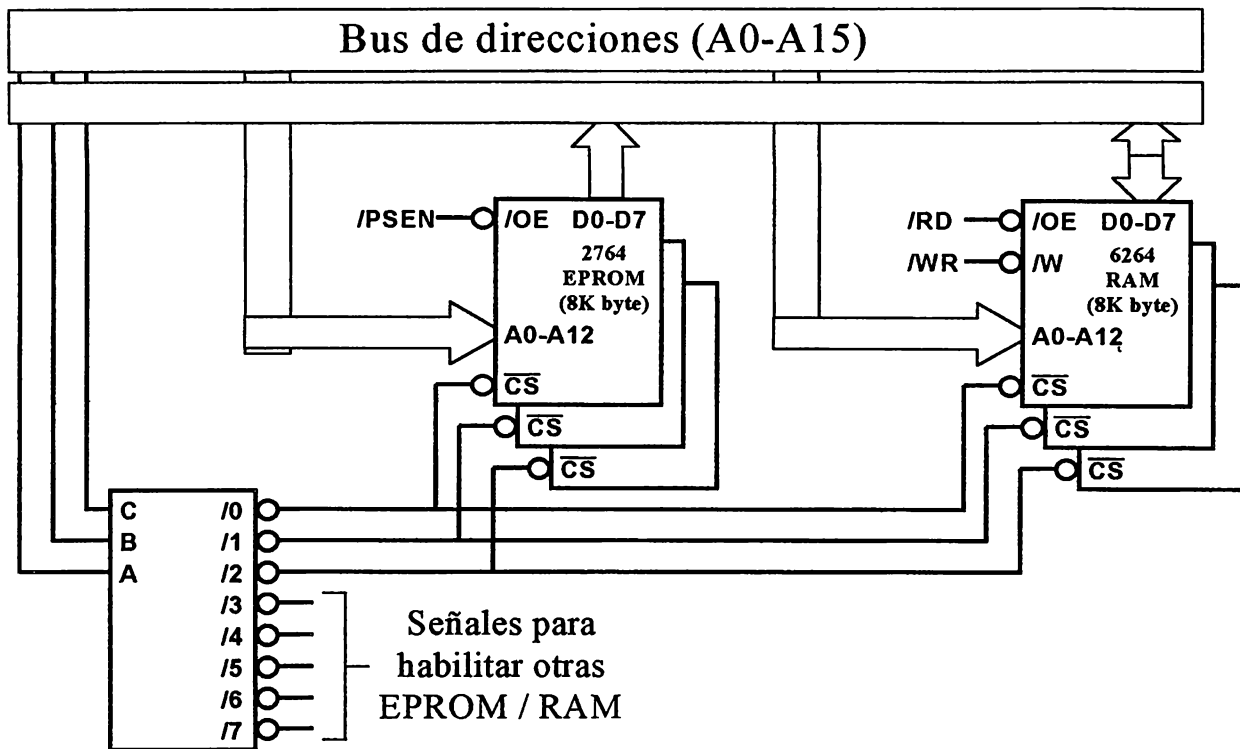 Bus de direcciones (A0-A15)
/PSEN
/OE D0-D7
2764
EPROM
(8K byte)
A0-A12
CS
CS
CS
/RD
/WR
/OE D0-D7
/W
6264
RAM
(8K byte)
A0-A12
CS
CS
CS
C /0
B /1
A /2
/3
/4
/5
/6
/7
Señales para
habilitar otras
EPROM / RAM